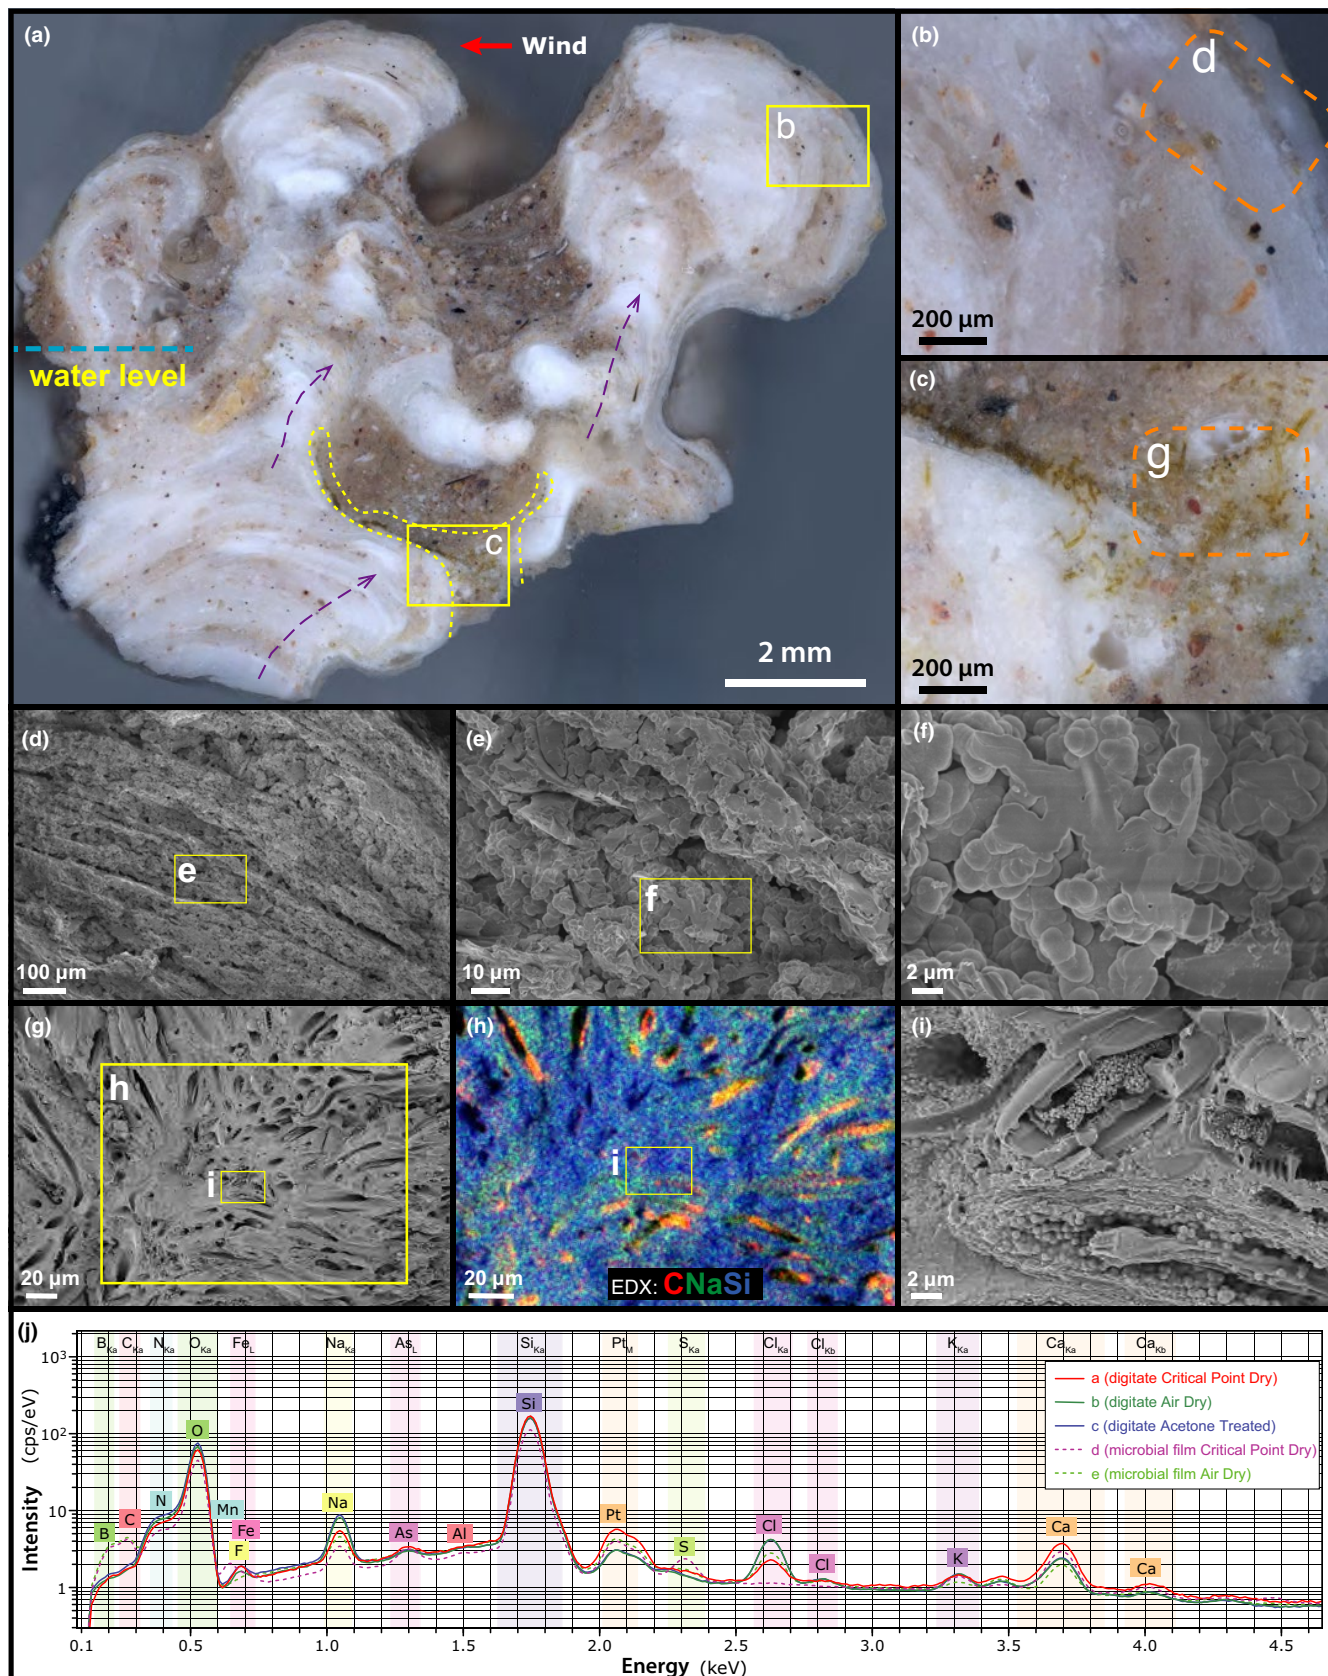 (a)
Wind
b
water level
c
2 mm
(b)
d
200 µm
(c)
g
200 µm
(d)
e
100 µm
(e)
f
10 µm
(f)
2 µm
(g)
h
i
20 µm
(h)
i
20 µm
EDX: CNaSi
(i)
2 µm
(j)
B Ka C Ka N Ka O Ka Fe L Na Ka As L Si Ka Pt M S Ka Cl Ka Cl Kb K Ka Ca Ka Ca Kb
10³
10²
10
1
Intensity (cps/eV)
B
C
N
O
Mn
Fe
F
Na
As
Al
Si
Pt
S
Cl
Cl
K
Ca
Ca
a (digitate Critical Point Dry)
b (digitate Air Dry)
c (digitate Acetone Treated)
d (microbial film Critical Point Dry)
e (microbial film Air Dry)
0.1 0.5 1.0 1.5 2.0 2.5 3.0 3.5 4.0 4.5
Energy (keV)